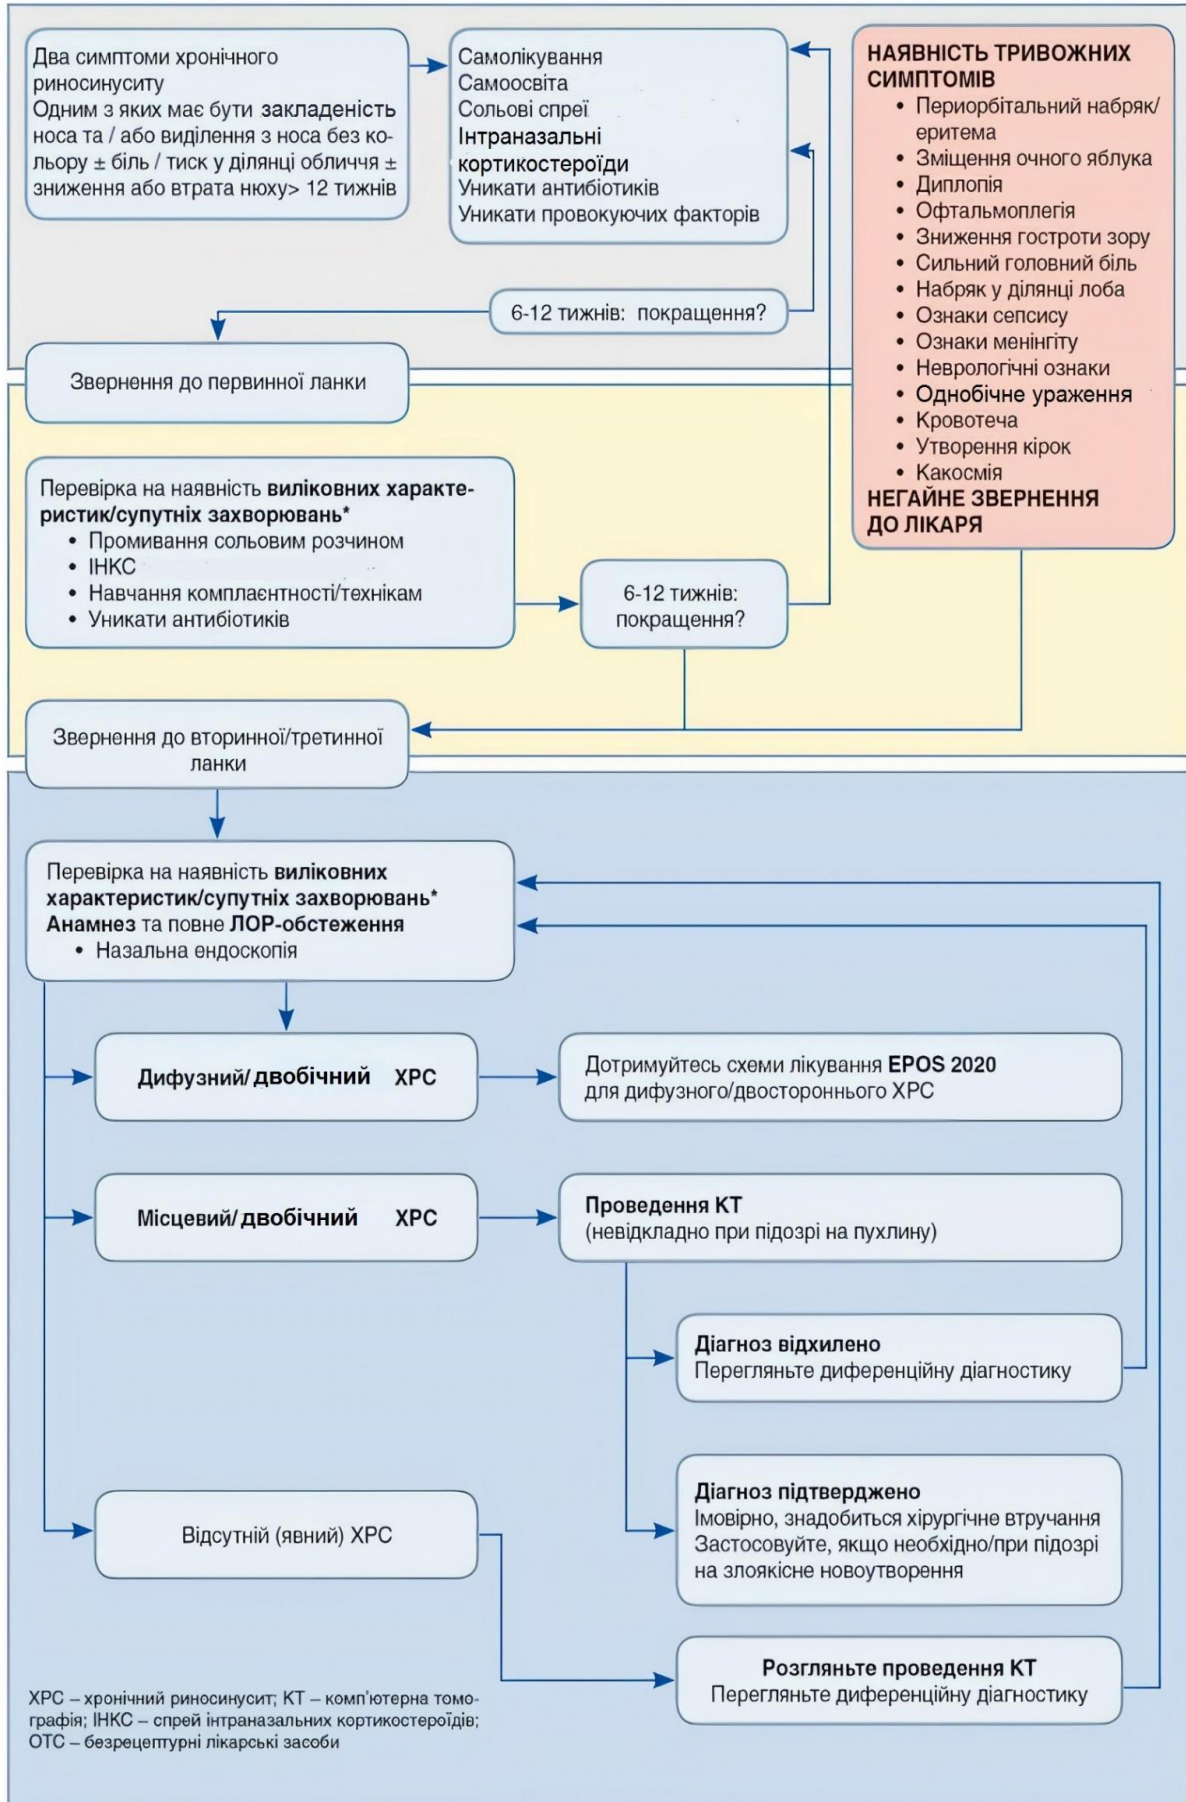 Два симптоми хронічного
риносинуситу
Одним з яких має бути закладеність
носа та / або виділення з носа без ко-
льору ± біль / тиск у ділянці обличчя ±
зниження або втрата нюху> 12 тижнів
Самолікування
Самоосвіта
Сольові спреї
Інтраназальні
кортикостероїди
Уникати антибіотиків
Уникати провокуючих факторів
НАЯВНІСТЬ ТРИВОЖНИХ
СИМПТОМІВ
• Периорбітальний набряк/
еритема
• Зміщення очного яблука
• Диплопія
• Офтальмоплегія
• Зниження гостроти зору
• Сильний головний біль
• Набряк у ділянці лоба
• Ознаки сепсису
• Ознаки менінгіту
• Неврологічні ознаки
• Однобічне ураження
• Кровотеча
• Утворення кірок
• Какосмія
НЕГАЙНЕ ЗВЕРНЕННЯ
ДО ЛІКАРЯ
6-12 тижнів: покращення?
Звернення до первинної ланки
Перевірка на наявність виліковних характе-
ристик/супутніх захворювань*
• Промивання сольовим розчином
• ІНКС
• Навчання комплаєнтності/технікам
• Уникати антибіотиків
6-12 тижнів:
покращення?
Звернення до вторинної/третинної
ланки
Перевірка на наявність виліковних
характеристик/супутніх захворювань*
Анамнез та повне ЛОР-обстеження
• Назальна ендоскопія
Дифузний/двобічний ХРС
Дотримуйтесь схеми лікування EPOS 2020
для дифузного/двостороннього ХРС
Місцевий/двобічний ХРС
Проведення КТ
(невідкладно при підозрі на пухлину)
Діагноз відхилено
Перегляньте диференційну діагностику
Діагноз підтверджено
Імовірно, знадобиться хірургічне втручання
Застосовуйте, якщо необхідно/при підозрі
на злоякісне новоутворення
Відсутній (явний) ХРС
Розгляньте проведення КТ
Перегляньте диференційну діагностику
ХРС – хронічний риносинусит; КТ – комп'ютерна томо-
графія; ІНКС – спрей інтраназальних кортикостероїдів;
ОТС – безрецептурні лікарські засоби